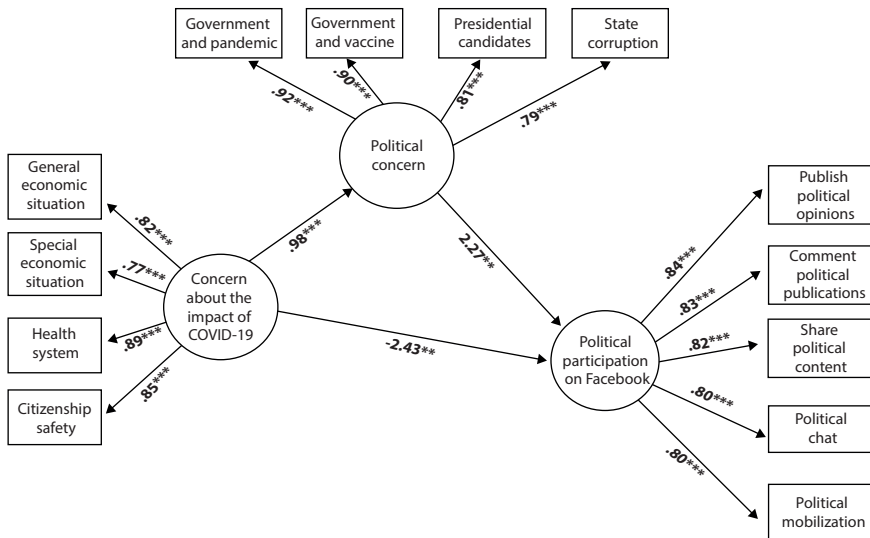 Government
and pandemic
Government
and vaccine
Presidential
candidates
State
corruption
.92***
.90***
.81***
.79***
Political
concern
General
economic
situation
Special
economic
situation
Health
system
Citizenship
safety
.82***
.77***
.89***
.85***
Concern
about the
impact of
COVID-19
.98***
2.27**
-2.43**
Political
participation
on Facebook
.84***
.83***
.82***
.80***
.80***
Publish
political
opinions
Comment
political
publications
Share
political
content
Political
chat
Political
mobilization